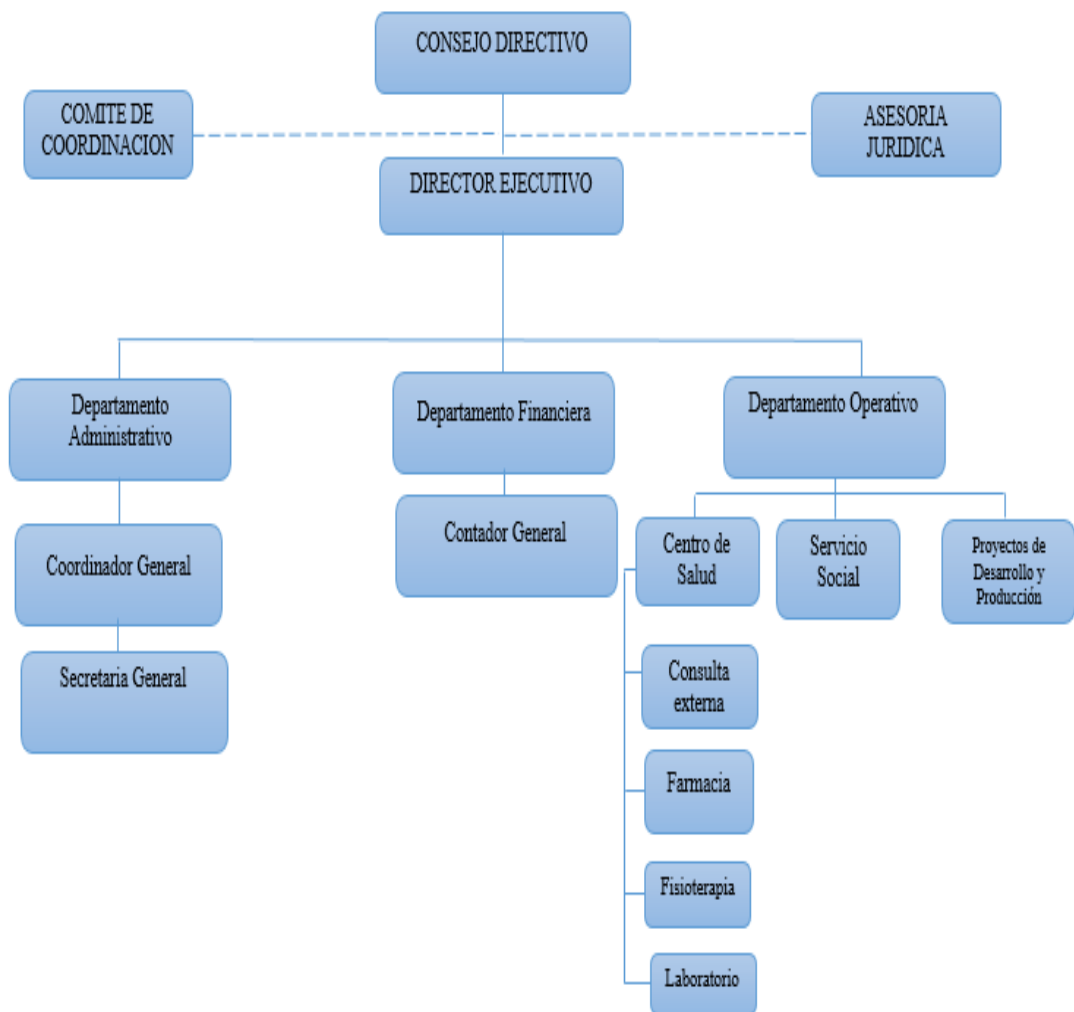 CONSEJO DIRECTIVO
COMITE DE
COORDINACION
ASESORIA
JURIDICA
DIRECTOR EJECUTIVO
Departamento
Administrativo
Departamento Financiera
Departamento Operativo
Coordinador General
Contador General
Centro de
Salud
Servicio
Social
Proyectos de
Desarrollo y
Producción
Secretaria General
Consulta
externa
Farmacia
Fisioterapia
Laboratorio